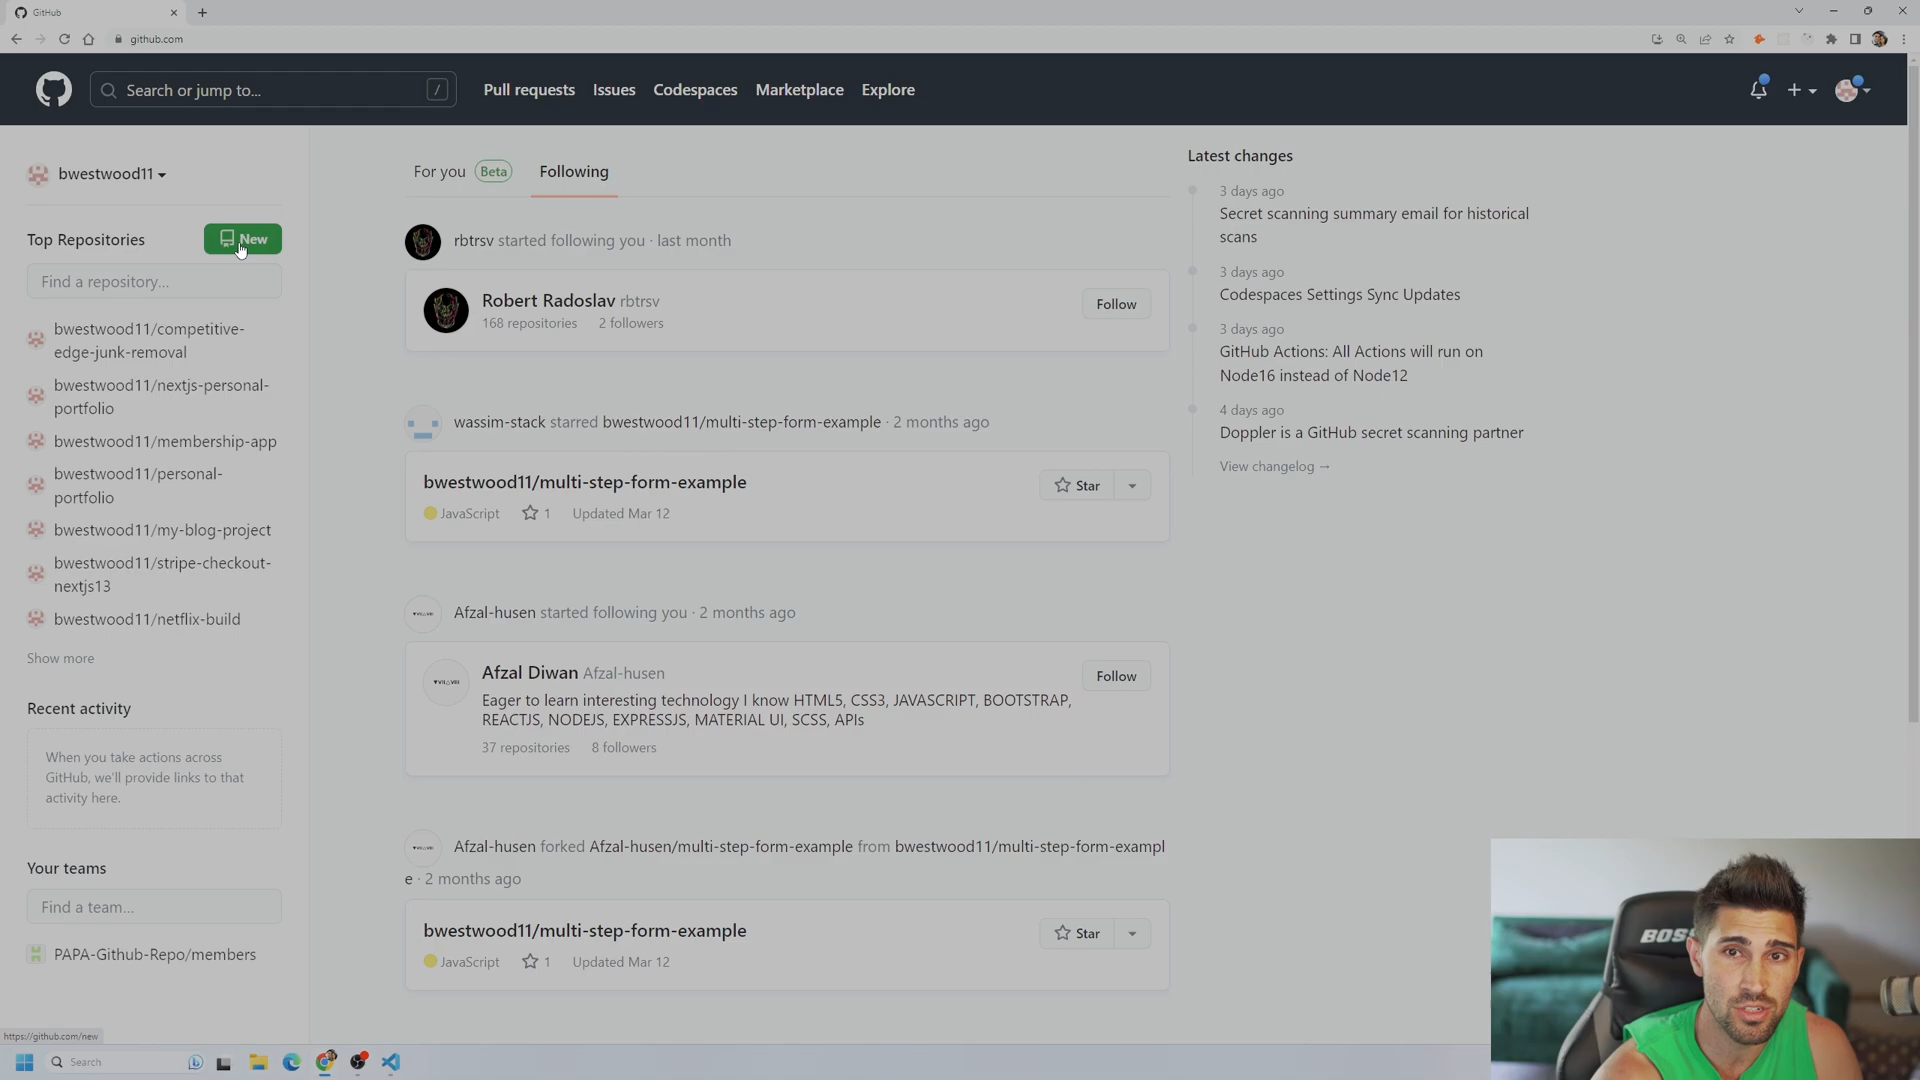 GitHub
github.com
Search or jump to...
/
Pull requests
Issues
Codespaces
Marketplace
Explore
bwestwood11
Top Repositories
New
Find a repository...
bwestwood11/competitive-
edge-junk-removal
bwestwood11/nextjs-personal-
portfolio
bwestwood11/membership-app
bwestwood11/personal-
portfolio
bwestwood11/my-blog-project
bwestwood11/stripe-checkout-
nextjs13
bwestwood11/netflix-build
Show more
Recent activity
When you take actions across
GitHub, we'll provide links to that
activity here.
Your teams
Find a team...
PAPA-Github-Repo/members
For you Beta
Following
rbtrsv started following you · last month
Robert Radoslav rbtrsv
168 repositories 2 followers
Follow
wassim-stack starred bwestwood11/multi-step-form-example · 2 months ago
bwestwood11/multi-step-form-example
Star
JavaScript 1 Updated Mar 12
Afzal-husen started following you · 2 months ago
Afzal Diwan Afzal-husen
Follow
Eager to learn interesting technology I know HTML5, CSS3, JAVASCRIPT, BOOTSTRAP,
REACTJS, NODEJS, EXPRESSJS, MATERIAL UI, SCSS, APIs
37 repositories 8 followers
Afzal-husen forked Afzal-husen/multi-step-form-example from bwestwood11/multi-step-form-exampl
e · 2 months ago
bwestwood11/multi-step-form-example
Star
JavaScript 1 Updated Mar 12
Latest changes
3 days ago
Secret scanning summary email for historical
scans
3 days ago
Codespaces Settings Sync Updates
3 days ago
GitHub Actions: All Actions will run on
Node16 instead of Node12
4 days ago
Doppler is a GitHub secret scanning partner
View changelog →
BOSS
https://github.com/new
Search